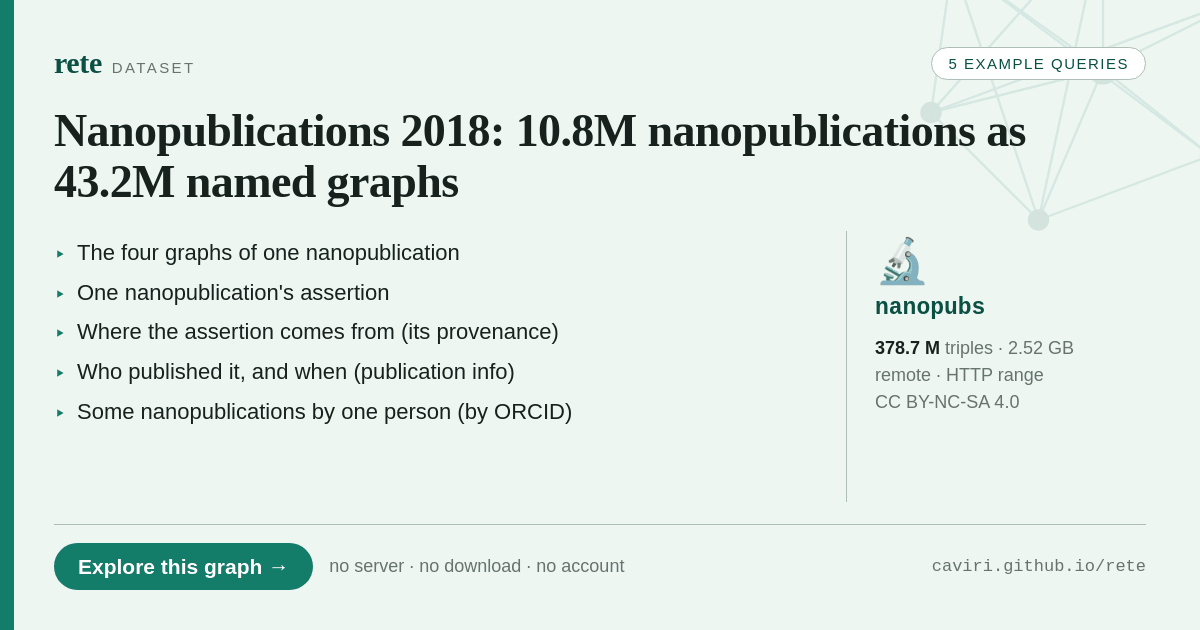 rete DATASET
5 EXAMPLE QUERIES
Nanopublications 2018: 10.8M nanopublications as
43.2M named graphs
▸ The four graphs of one nanopublication
▸ One nanopublication's assertion
▸ Where the assertion comes from (its provenance)
▸ Who published it, and when (publication info)
▸ Some nanopublications by one person (by ORCID)
nanopubs
378.7 M triples · 2.52 GB
remote · HTTP range
CC BY-NC-SA 4.0
Explore this graph →
no server · no download · no account
caviri.github.io/rete